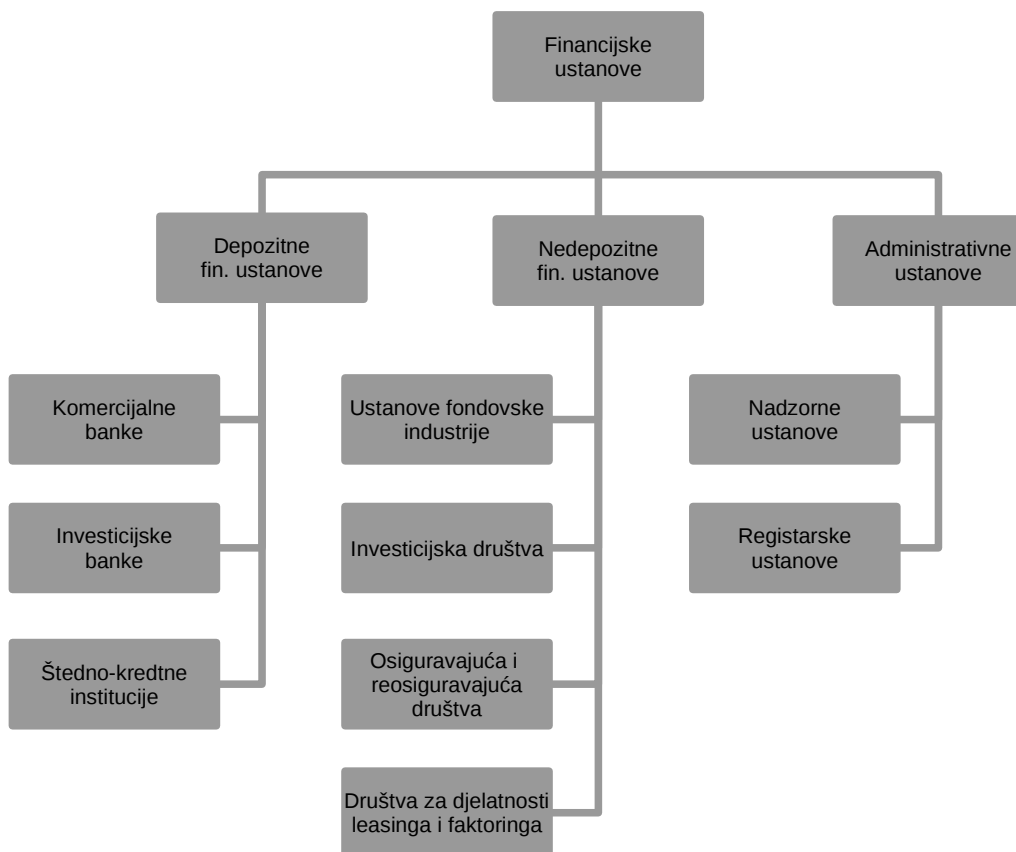 Financijske
ustanove
Depozitne
fin. ustanove
Nedepozitne
fin. ustanove
Administrativne
ustanove
Komercijalne
banke
Ustanove fondovske
industrije
Nadzorne
ustanove
Investicijske
banke
Investicijska društva
Registarske
ustanove
Štedno-kredtne
institucije
Osiguravajuća i
reosiguravajuća
društva
Društva za djelatnosti
leasinga i faktoringa